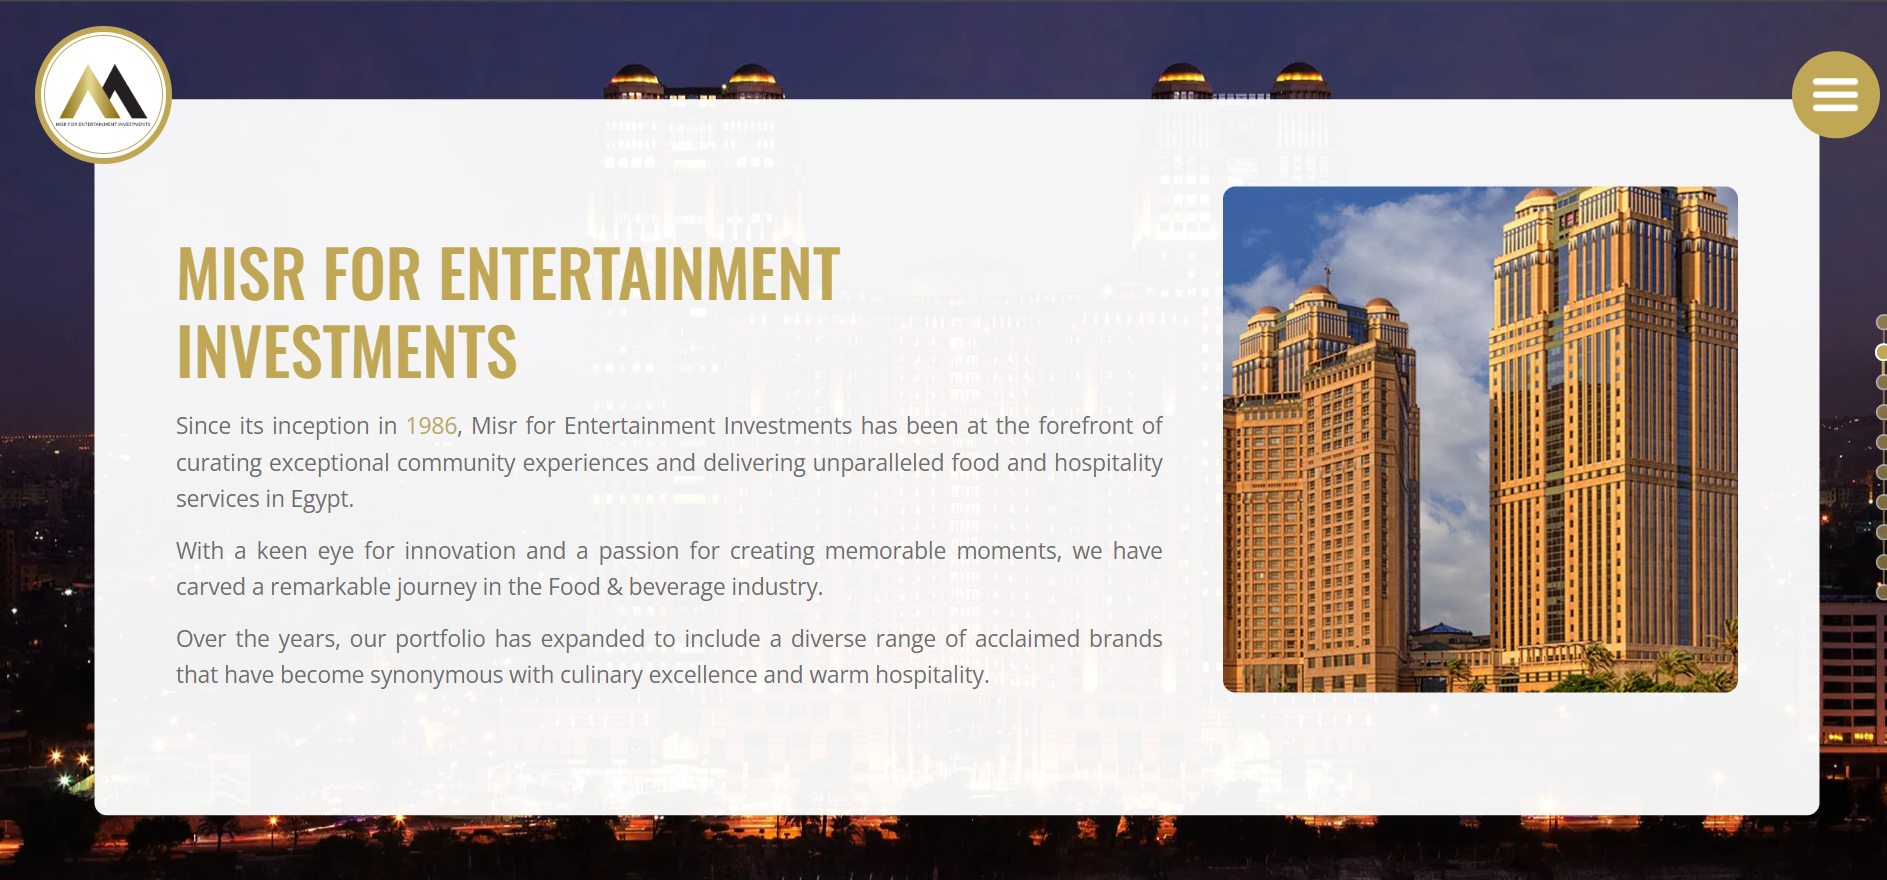 MISR FOR ENTERTAINMENT INVESTMENTS
MISR FOR ENTERTAINMENT
INVESTMENTS
Since its inception in 1986, Misr for Entertainment Investments has been at the forefront of
curating exceptional community experiences and delivering unparalleled food and hospitality
services in Egypt.
With a keen eye for innovation and a passion for creating memorable moments, we have
carved a remarkable journey in the Food & beverage industry.
Over the years, our portfolio has expanded to include a diverse range of acclaimed brands
that have become synonymous with culinary excellence and warm hospitality.